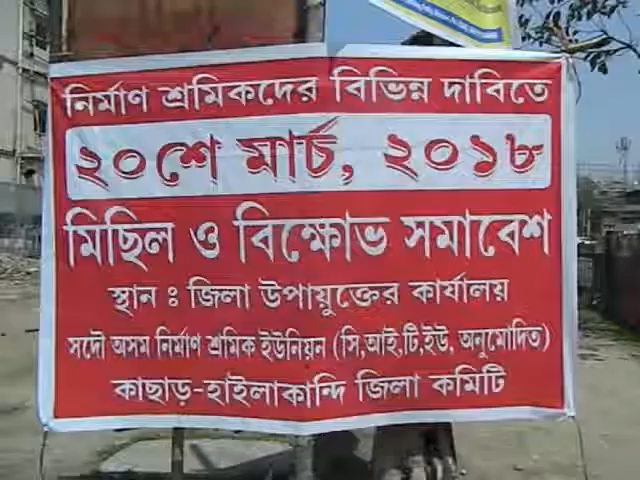 নির্মাণ শ্রমিকদের বিভিন্ন দাবিতে
২০শে মার্চ, ২০১৮
মিছিল ও বিক্ষোভ সমাবেশ
স্থান ঃ জিলা উপায়ুক্তের কার্যালয়
সদৌ অসম নির্মাণ শ্রমিক ইউনিয়ন (সি,আই,টি,ইউ, অনুমোদিত)
কাছাড়-হাইলাকান্দি জিলা কমিটি